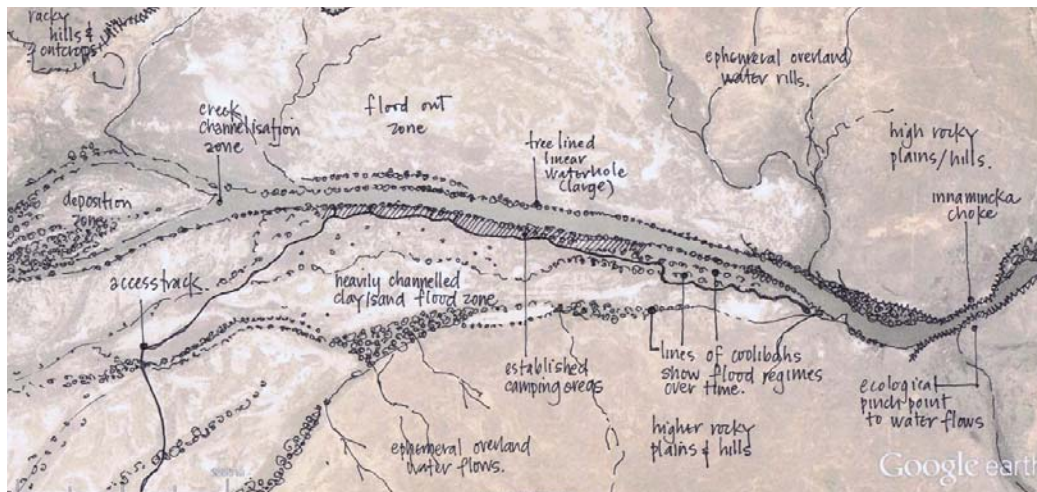 rocky
hills &
outcrops
creek
channelisation
zone
flood out
zone
ephemeral overland
water rills.
tree lined
linear
waterhole
(large)
high rocky
plains/hills.
deposition
zone
innamincka
choke
access track
heavily channelled
clay/sand flood zone
established
camping areas
lines of coolibahs
show flood regimes
over time.
ecological
pinch point
to water flows
ephemeral overland
water flows.
higher rocky
plains & hills
Google earth